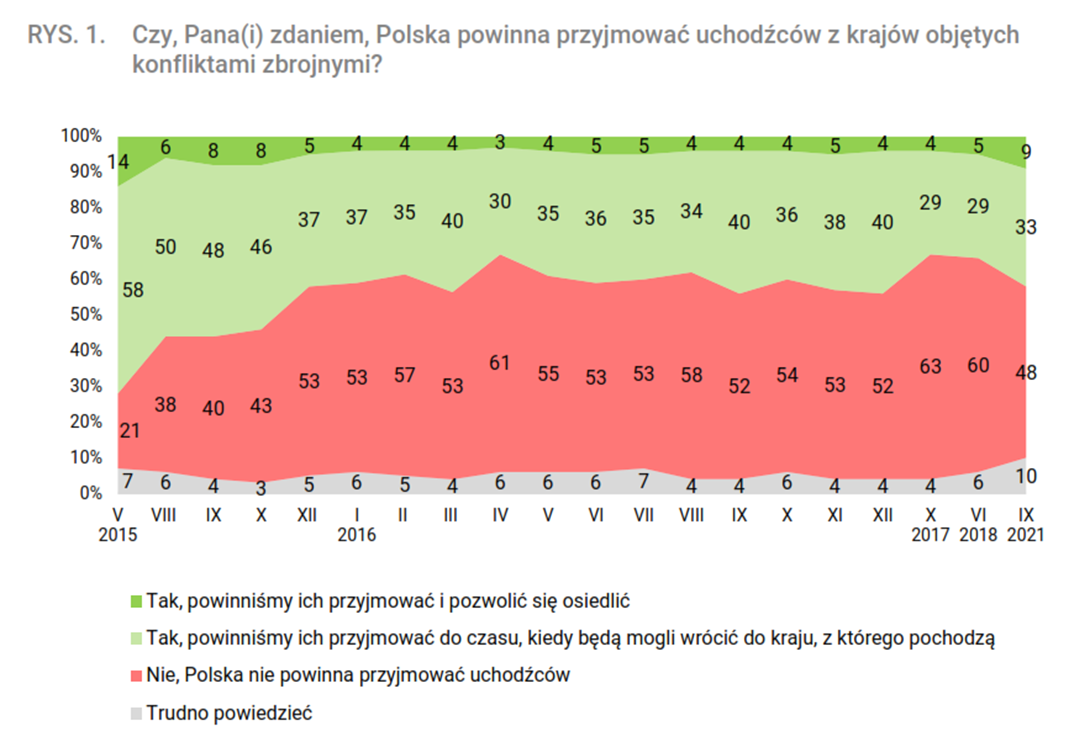 RYS. 1. Czy, Pana(i) zdaniem, Polska powinna przyjmować uchodźców z krajów objętych
konfliktami zbrojnymi?
100%
90%
80%
70%
60%
50%
40%
30%
20%
10%
0%
14 6 8 8 5 4 4 4 3 4 5 5 4 4 4 5 4 4 5 9
58 50 48 46 37 37 35 40 30 35 36 35 34 40 36 38 40 29 29 33
21 38 40 43 53 53 57 53 61 55 53 53 58 52 54 53 52 63 60 48
7 6 4 3 5 6 5 4 6 6 6 7 4 4 6 4 4 4 6 10
V VIII IX X XII I II III IV V VI VII VIII IX X XI XII X VI IX
2015 2016 2017 2018 2021
Tak, powinniśmy ich przyjmować i pozwolić się osiedlić
Tak, powinniśmy ich przyjmować do czasu, kiedy będą mogli wrócić do kraju, z którego pochodzą
Nie, Polska nie powinna przyjmować uchodźców
Trudno powiedzieć